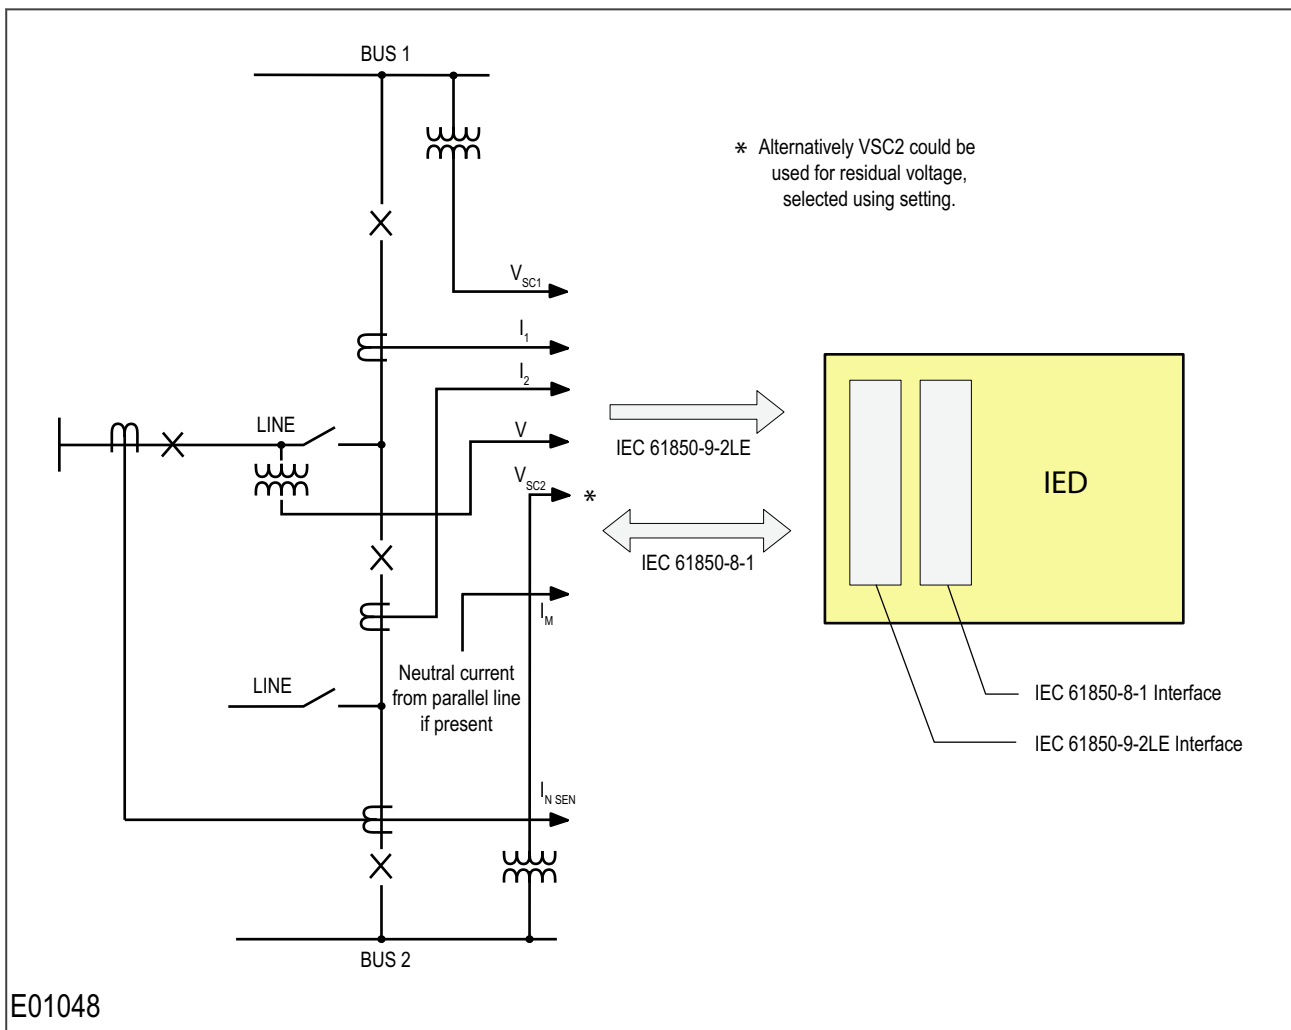 BUS 1
* Alternatively VSC2 could be
used for residual voltage,
selected using setting.
VSC1
I1
I2
LINE
V
IEC 61850-9-2LE
VSC2
*
IED
IEC 61850-8-1
IM
Neutral current
from parallel line
if present
LINE
IEC 61850-8-1 Interface
IEC 61850-9-2LE Interface
IN SEN
BUS 2
E01048